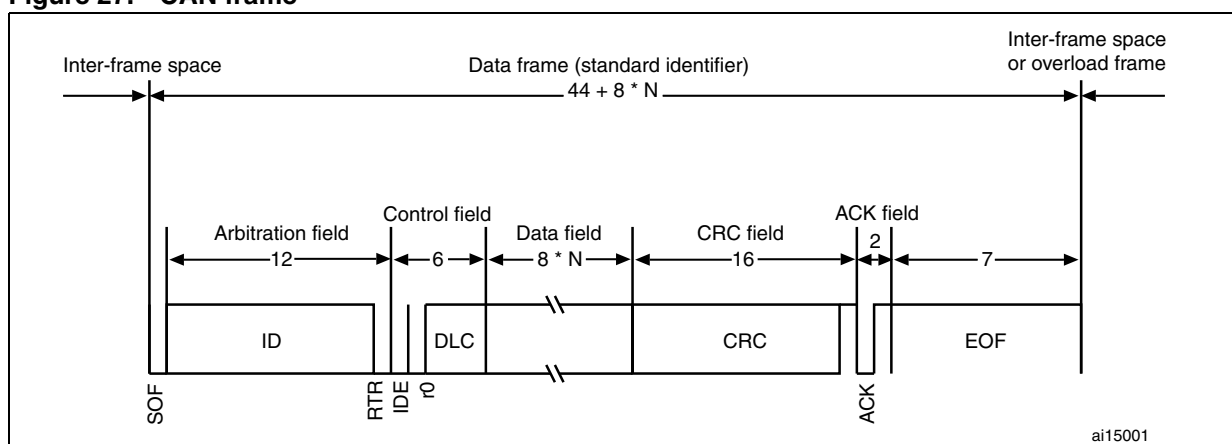 Figure 27. CAN frame
Inter-frame space
Data frame (standard identifier)
44 + 8 * N
Inter-frame space
or overload frame
Arbitration field
12
Control field
6
Data field
8 * N
CRC field
16
ACK field
2
7
ID
DLC
CRC
EOF
SOF
RTR
IDE
r0
ACK
ai15001